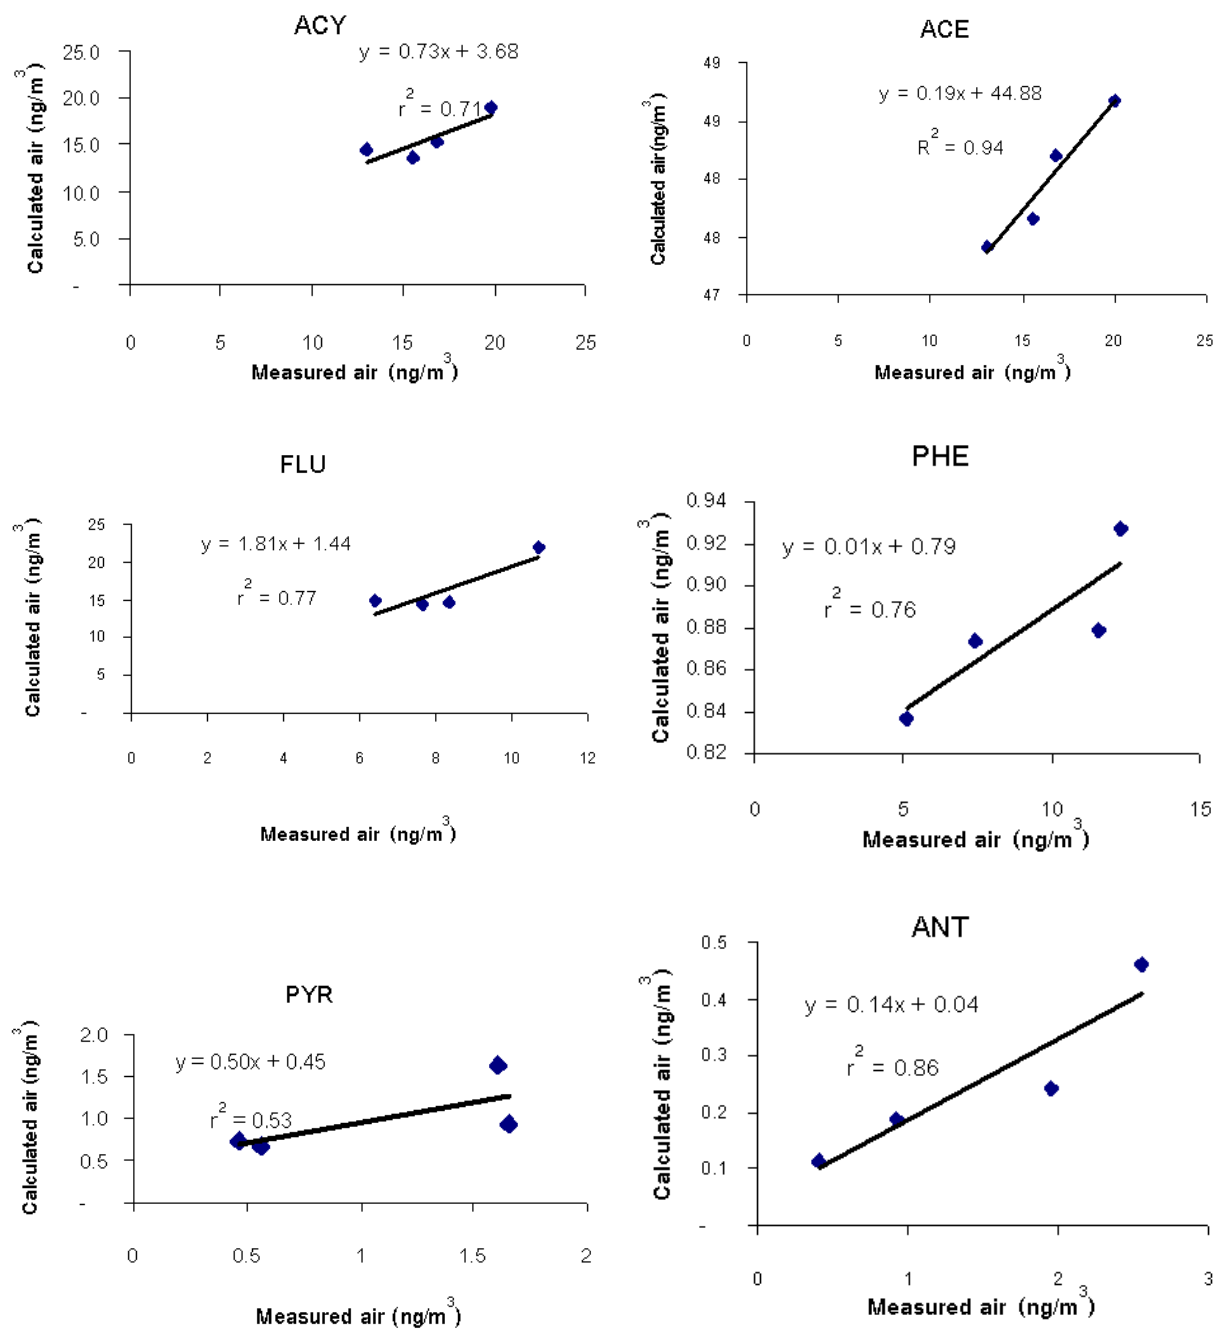 ACY
y = 0.73x + 3.68
r² = 0.71
Calculated air (ng/m³)
25.0
20.0
15.0
10.0
5.0
-
0 5 10 15 20 25
Measured air (ng/m³)
ACE
y = 0.19x + 44.88
R² = 0.94
Calculated air(ng/m³)
49
49
48
48
47
0 5 10 15 20 25
Measured air (ng/m³)
FLU
y = 1.81x + 1.44
r² = 0.77
Calculated air (ng/m³)
25
20
15
10
5
-
0 2 4 6 8 10 12
Measured air (ng/m³)
PHE
y = 0.01x + 0.79
r² = 0.76
Calculated air (ng/m³)
0.94
0.92
0.90
0.88
0.86
0.84
0.82
0 5 10 15
Measured air (ng/m³)
PYR
y = 0.50x + 0.45
r² = 0.53
Calculated air (ng/m³)
2.0
1.5
1.0
0.5
-
0 0.5 1 1.5 2
Measured air (ng/m³)
ANT
y = 0.14x + 0.04
r² = 0.86
Calculated air (ng/m³)
0.5
0.4
0.3
0.2
0.1
-
0 1 2 3
Measured air (ng/m³)